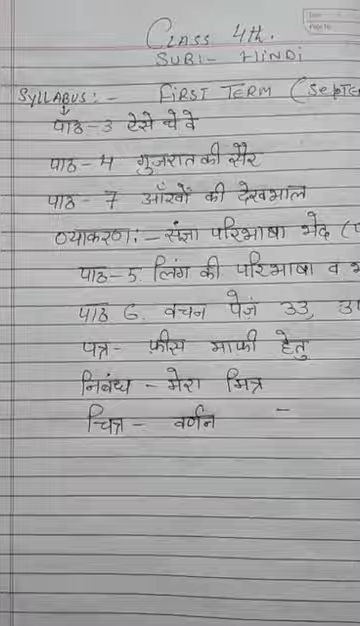 CLASS 4th.
SUBJ- HINDI
SYLLABUS:- FIRST TERM (Septe
पाठ-3 ऐसे थे वे
पाठ-4 गुजरात की सैर
पाठ-7 आँखों की देखभाल
व्याकरण:- संज्ञा परिभाषा भेद (प
पाठ-5. लिंग की परिभाषा व
पाठ 6. वचन पेज़ 33,
पत्र- फ़ीस माफी हेतु
निबंध - मेरा मित्र
चित्र- वर्णन -